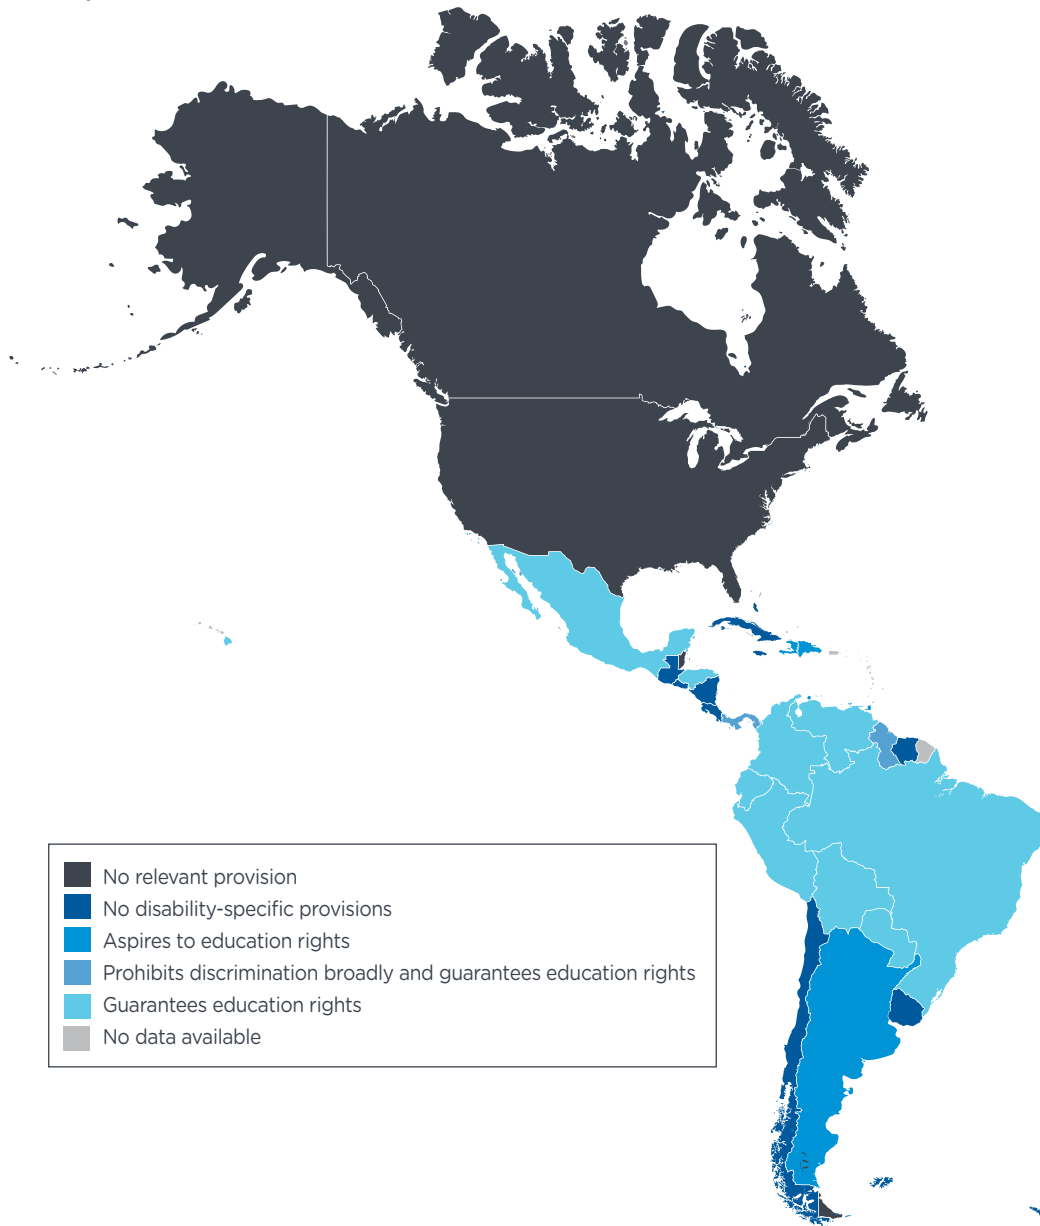 No relevant provision
No disability-specific provisions
Aspires to education rights
Prohibits discrimination broadly and guarantees education rights
Guarantees education rights
No data available